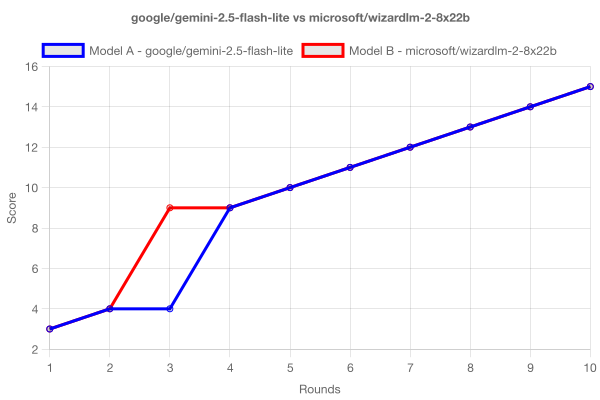 google/gemini-2.5-flash-lite vs microsoft/wizardlm-2-8x22b
Model A - google/gemini-2.5-flash-lite Model B - microsoft/wizardlm-2-8x22b
16
14
12
10
8
6
4
2
Score
1 2 3 4 5 6 7 8 9 10
Rounds